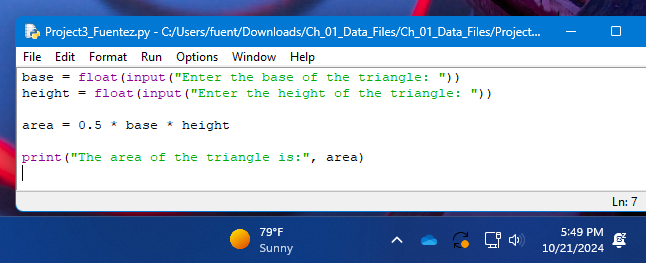 Project3_Fuentez.py - C:/Users/fuent/Downloads/Ch_01_Data_Files/Ch_01_Data_Files/Project...
File Edit Format Run Options Window Help
base = float(input("Enter the base of the triangle: "))
height = float(input("Enter the height of the triangle: "))
area = 0.5 * base * height
print("The area of the triangle is:", area)
Ln: 7
79°F
Sunny
5:49 PM
10/21/2024